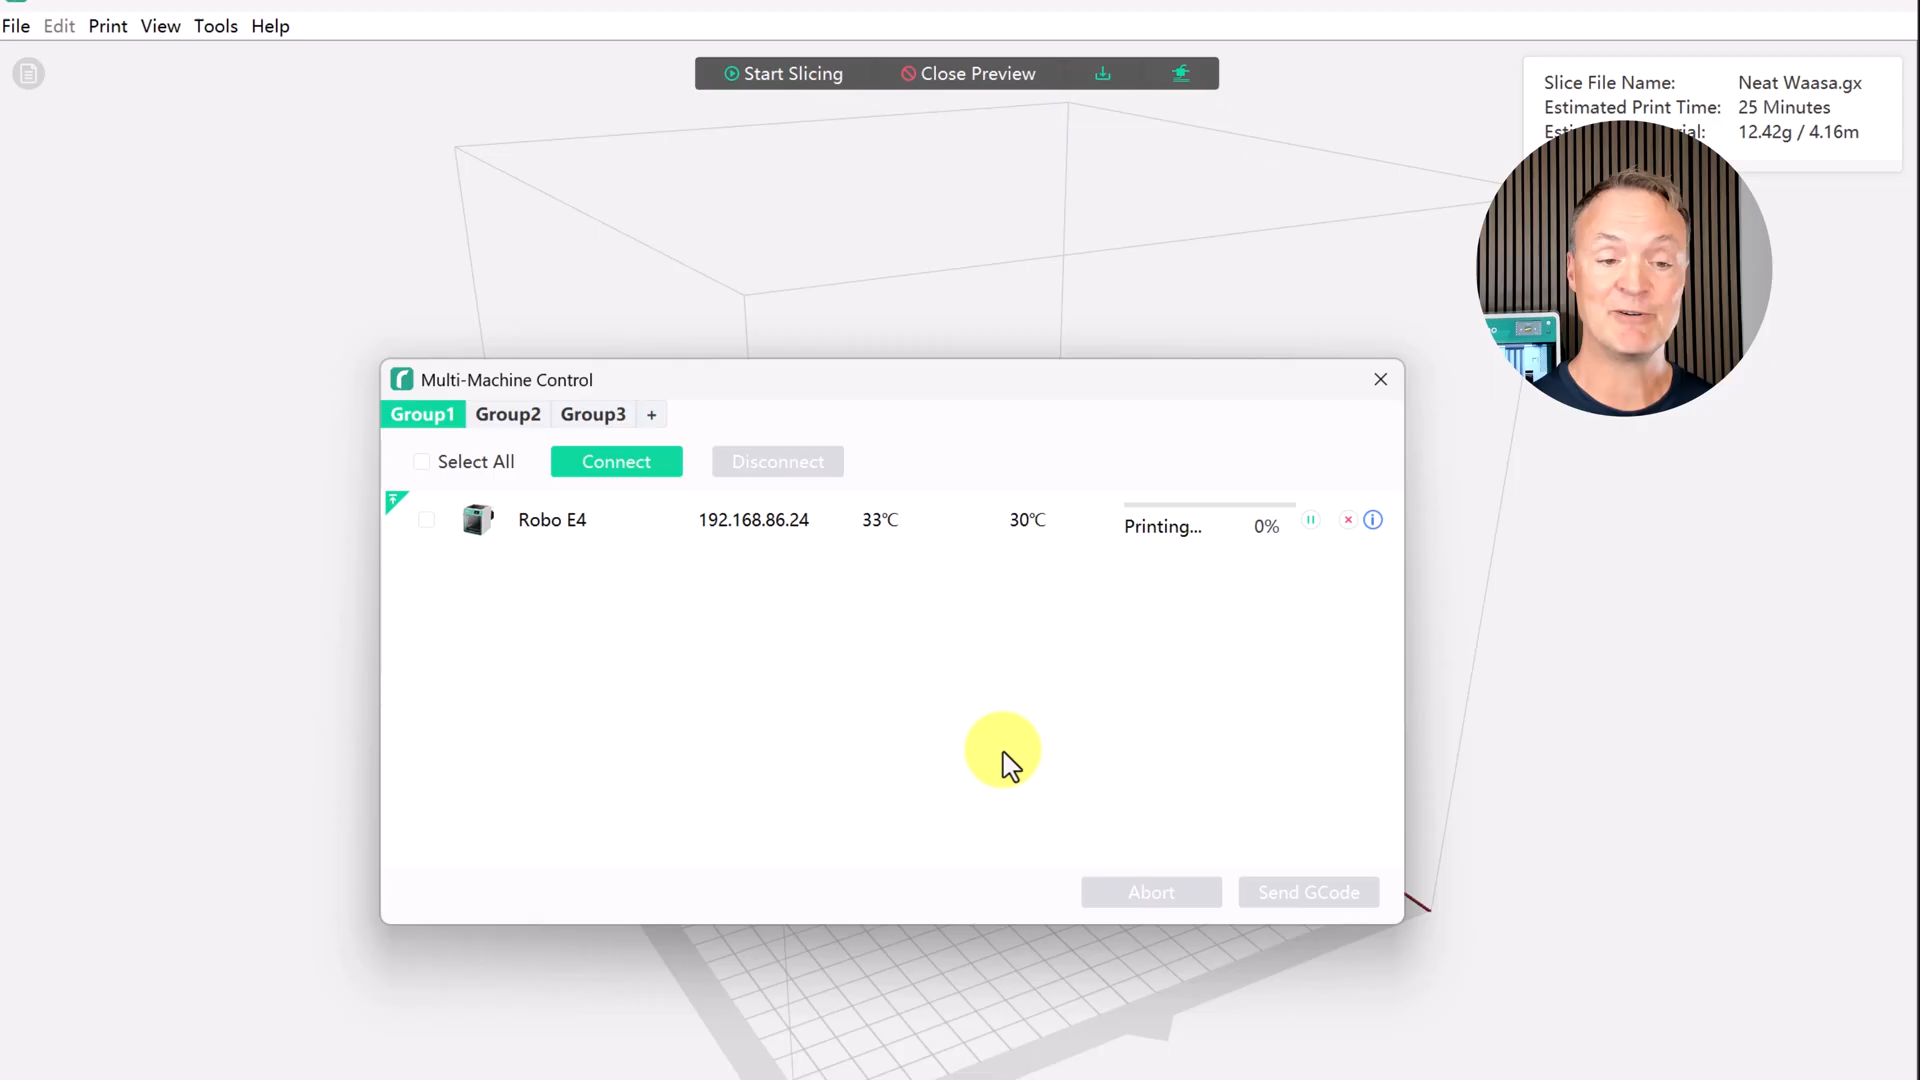 File Edit Print View Tools Help
Start Slicing Close Preview
Slice File Name: Neat Waasa.gx
Estimated Print Time: 25 Minutes
12.42g / 4.16m
Multi-Machine Control
Group1 Group2 Group3 +
Select All Connect Disconnect
Robo E4 192.168.86.24 33℃ 30℃ Printing... 0%
Abort Send GCode